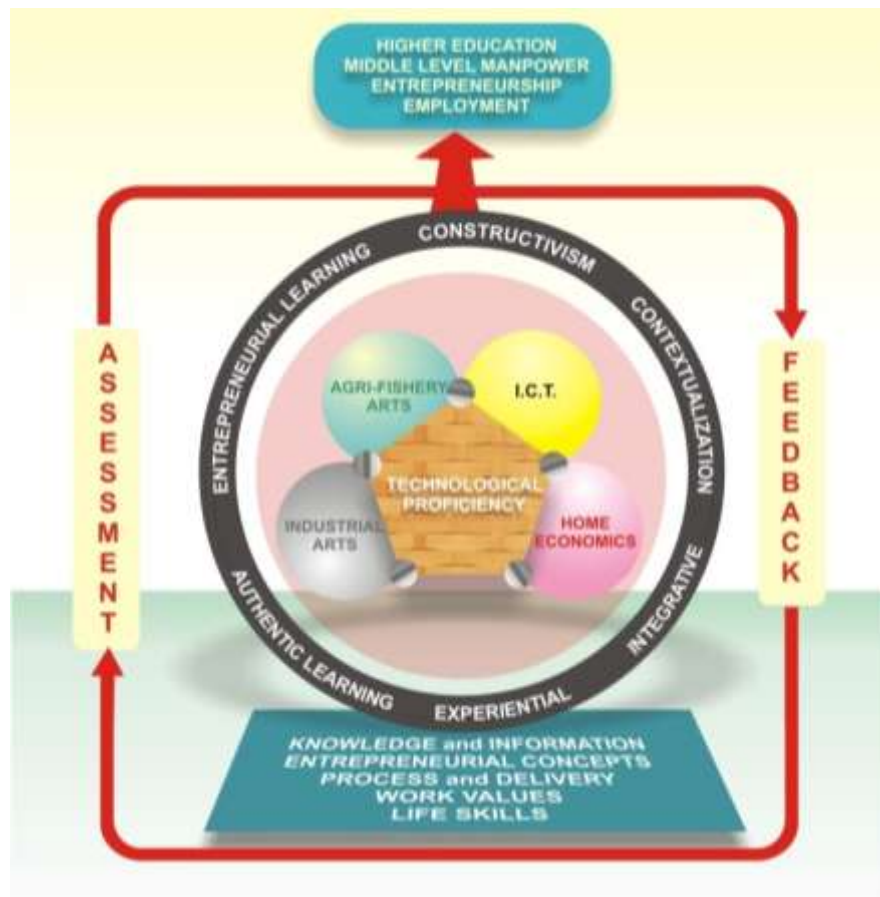 HIGHER EDUCATION
MIDDLE LEVEL MANPOWER
ENTREPRENEURSHIP
EMPLOYMENT
CONSTRUCTIVISM
CONTEXTUALIZATION
INTEGRATIVE
EXPERIENTIAL
AUTHENTIC LEARNING
ENTREPRENEURIAL LEARNING
ASSESSMENT
FEEDBACK
AGRI-FISHERY
ARTS
I.C.T.
TECHNOLOGICAL
PROFICIENCY
INDUSTRIAL
ARTS
HOME
ECONOMICS
KNOWLEDGE and INFORMATION
ENTREPRENEURIAL CONCEPTS
PROCESS and DELIVERY
WORK VALUES
LIFE SKILLS